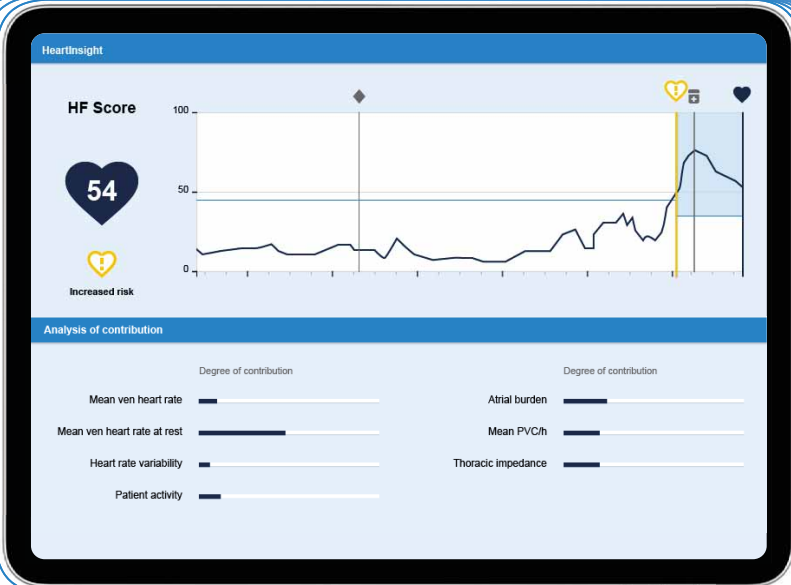 HeartInsight
HF Score
100
50
0
54
Increased risk
Analysis of contribution
Degree of contribution
Mean ven heart rate
Mean ven heart rate at rest
Heart rate variability
Patient activity
Degree of contribution
Atrial burden
Mean PVC/h
Thoracic impedance